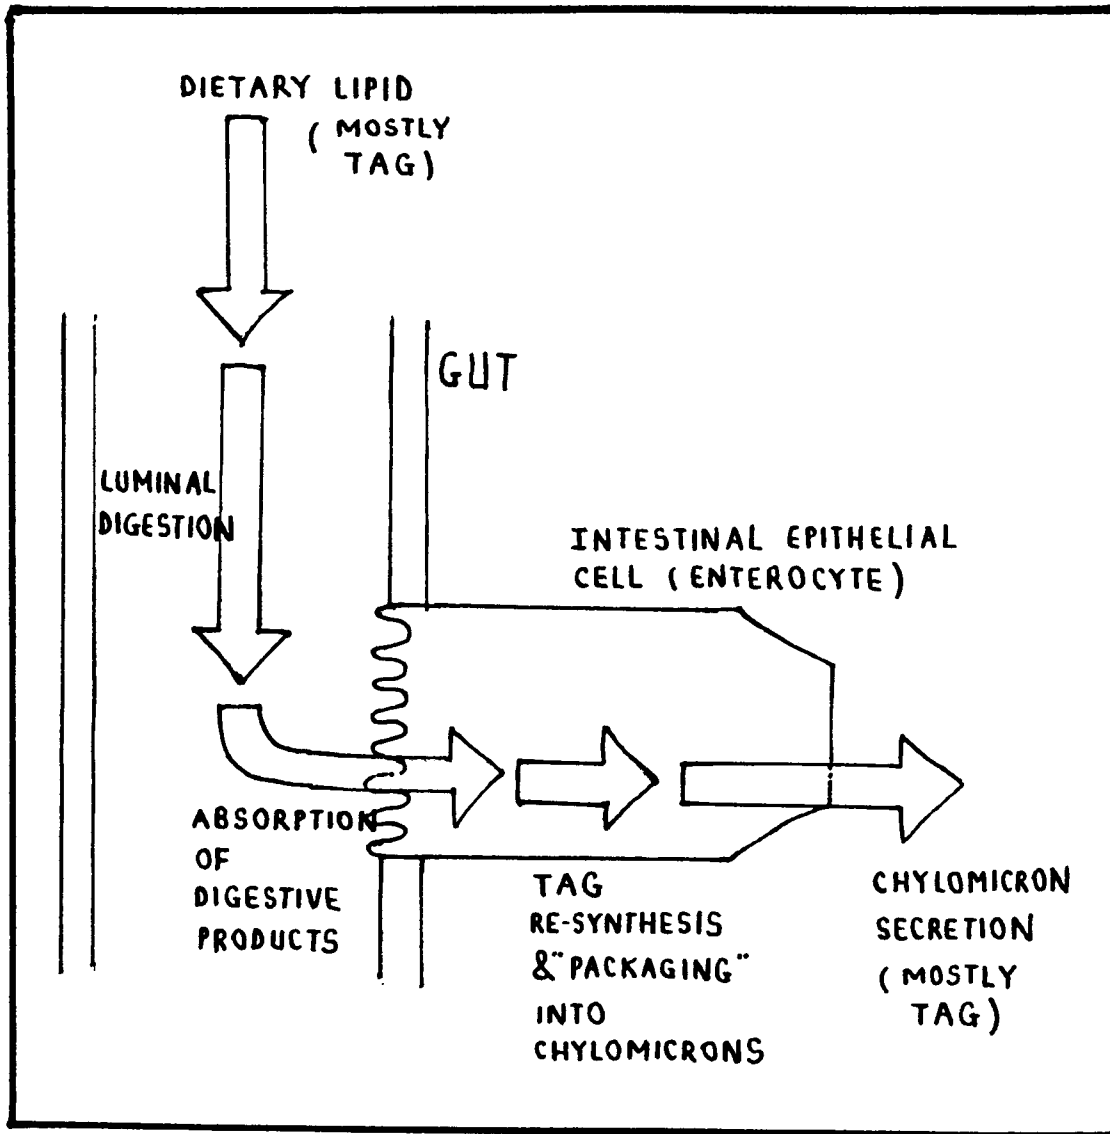 DIETARY LIPID
( MOSTLY
TAG )
GUT
LUMINAL
DIGESTION
INTESTINAL EPITHELIAL
CELL ( ENTEROCYTE )
ABSORPTION
OF
DIGESTIVE
PRODUCTS
TAG
RE-SYNTHESIS
& "PACKAGING"
INTO
CHYLOMICRONS
CHYLOMICRON
SECRETION
( MOSTLY
TAG )